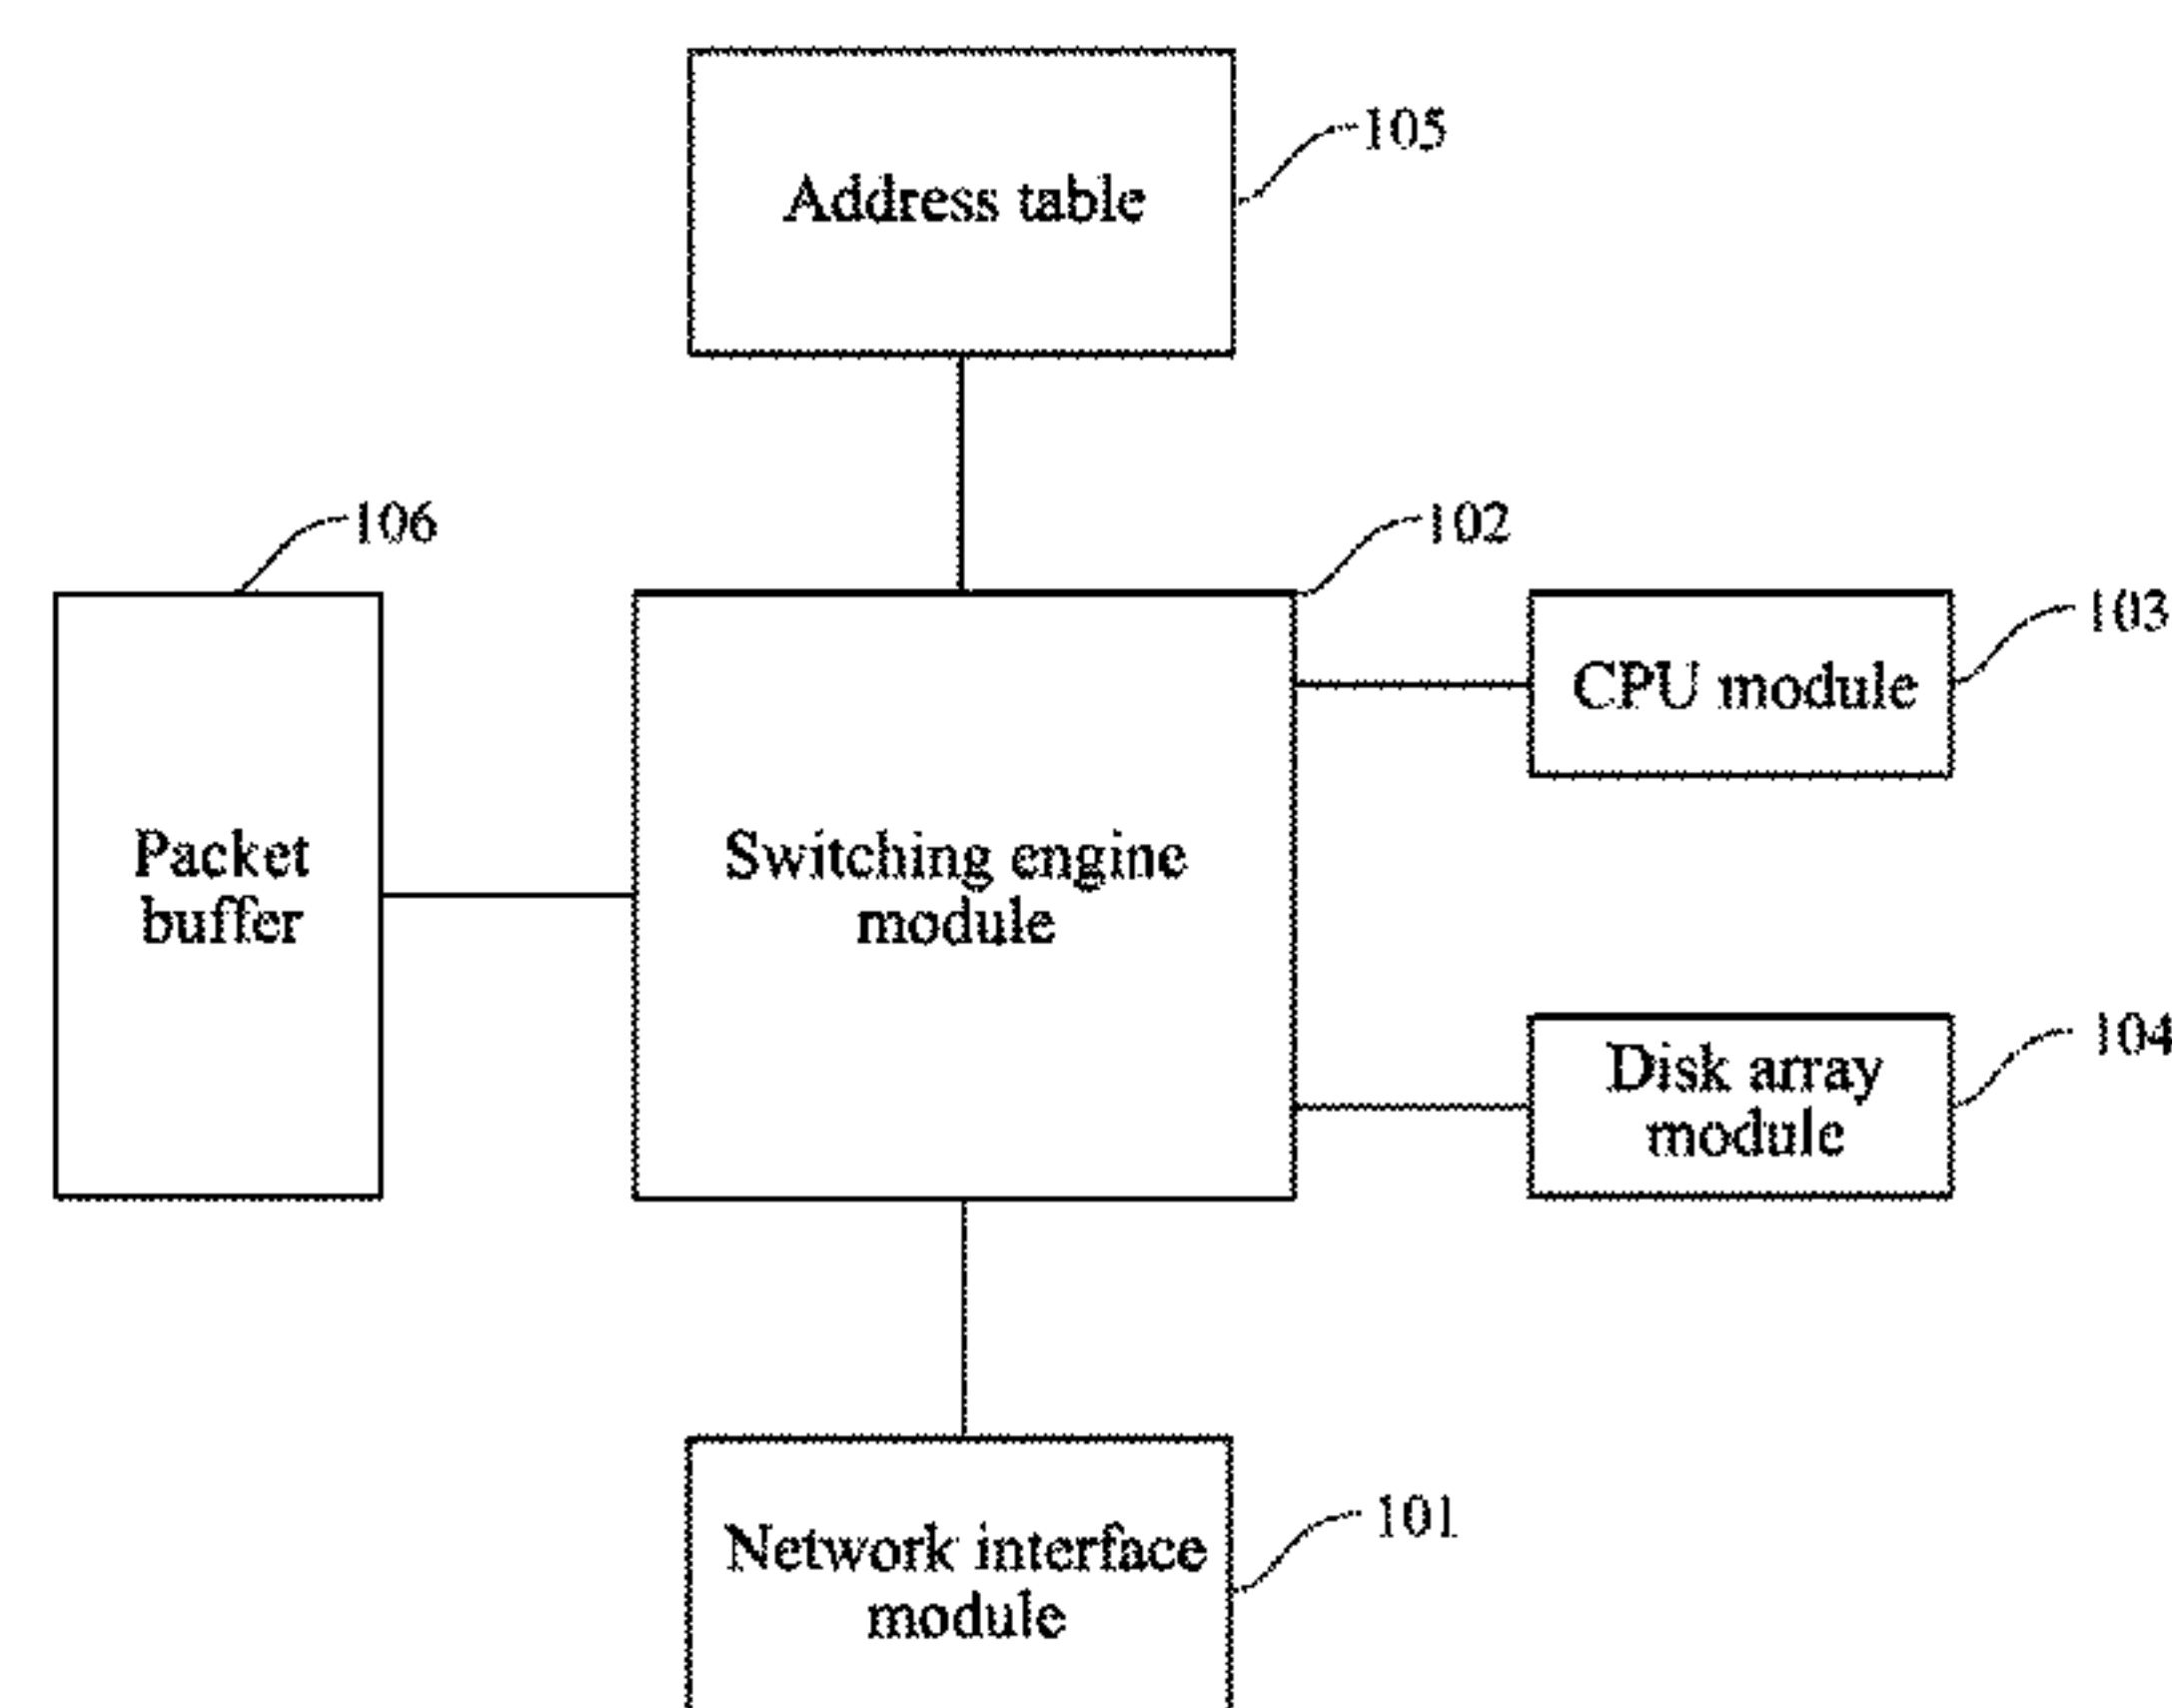 105
Address table
106
102
103
CPU module
Packet
buffer
Switching engine
module
104
Disk array
module
101
Network interface
module